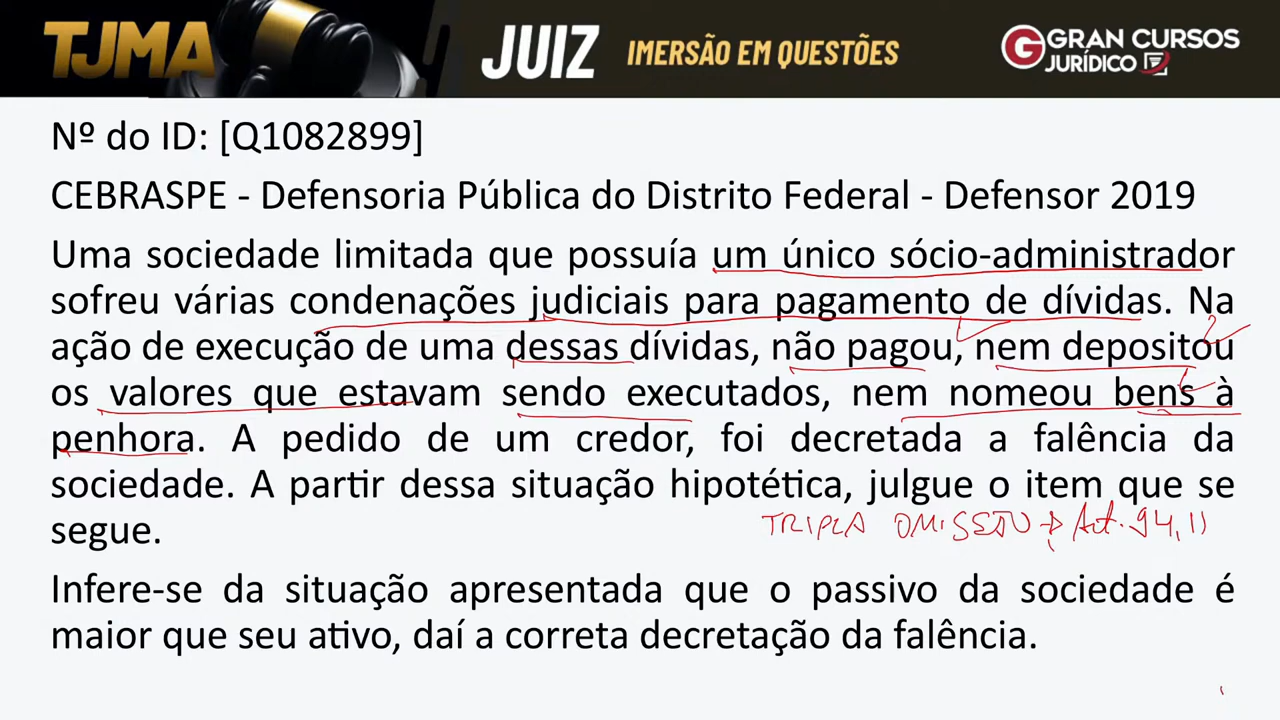 TJMA
JUIZ IMERSÃO EM QUESTÕES
GRAN CURSOS
JURÍDICO
Nº do ID: [Q1082899]
CEBRASPE - Defensoria Pública do Distrito Federal - Defensor 2019
Uma sociedade limitada que possuía um único sócio-administrador
sofreu várias condenações judiciais para pagamento de dívidas. Na
ação de execução de uma dessas dívidas, não pagou, nem depositou
os valores que estavam sendo executados, nem nomeou bens à
penhora. A pedido de um credor, foi decretada a falência da
sociedade. A partir dessa situação hipotética, julgue o item que se
segue.
TRIPLA OMISSÃO → Art. 94, II
Infere-se da situação apresentada que o passivo da sociedade é
maior que seu ativo, daí a correta decretação da falência.